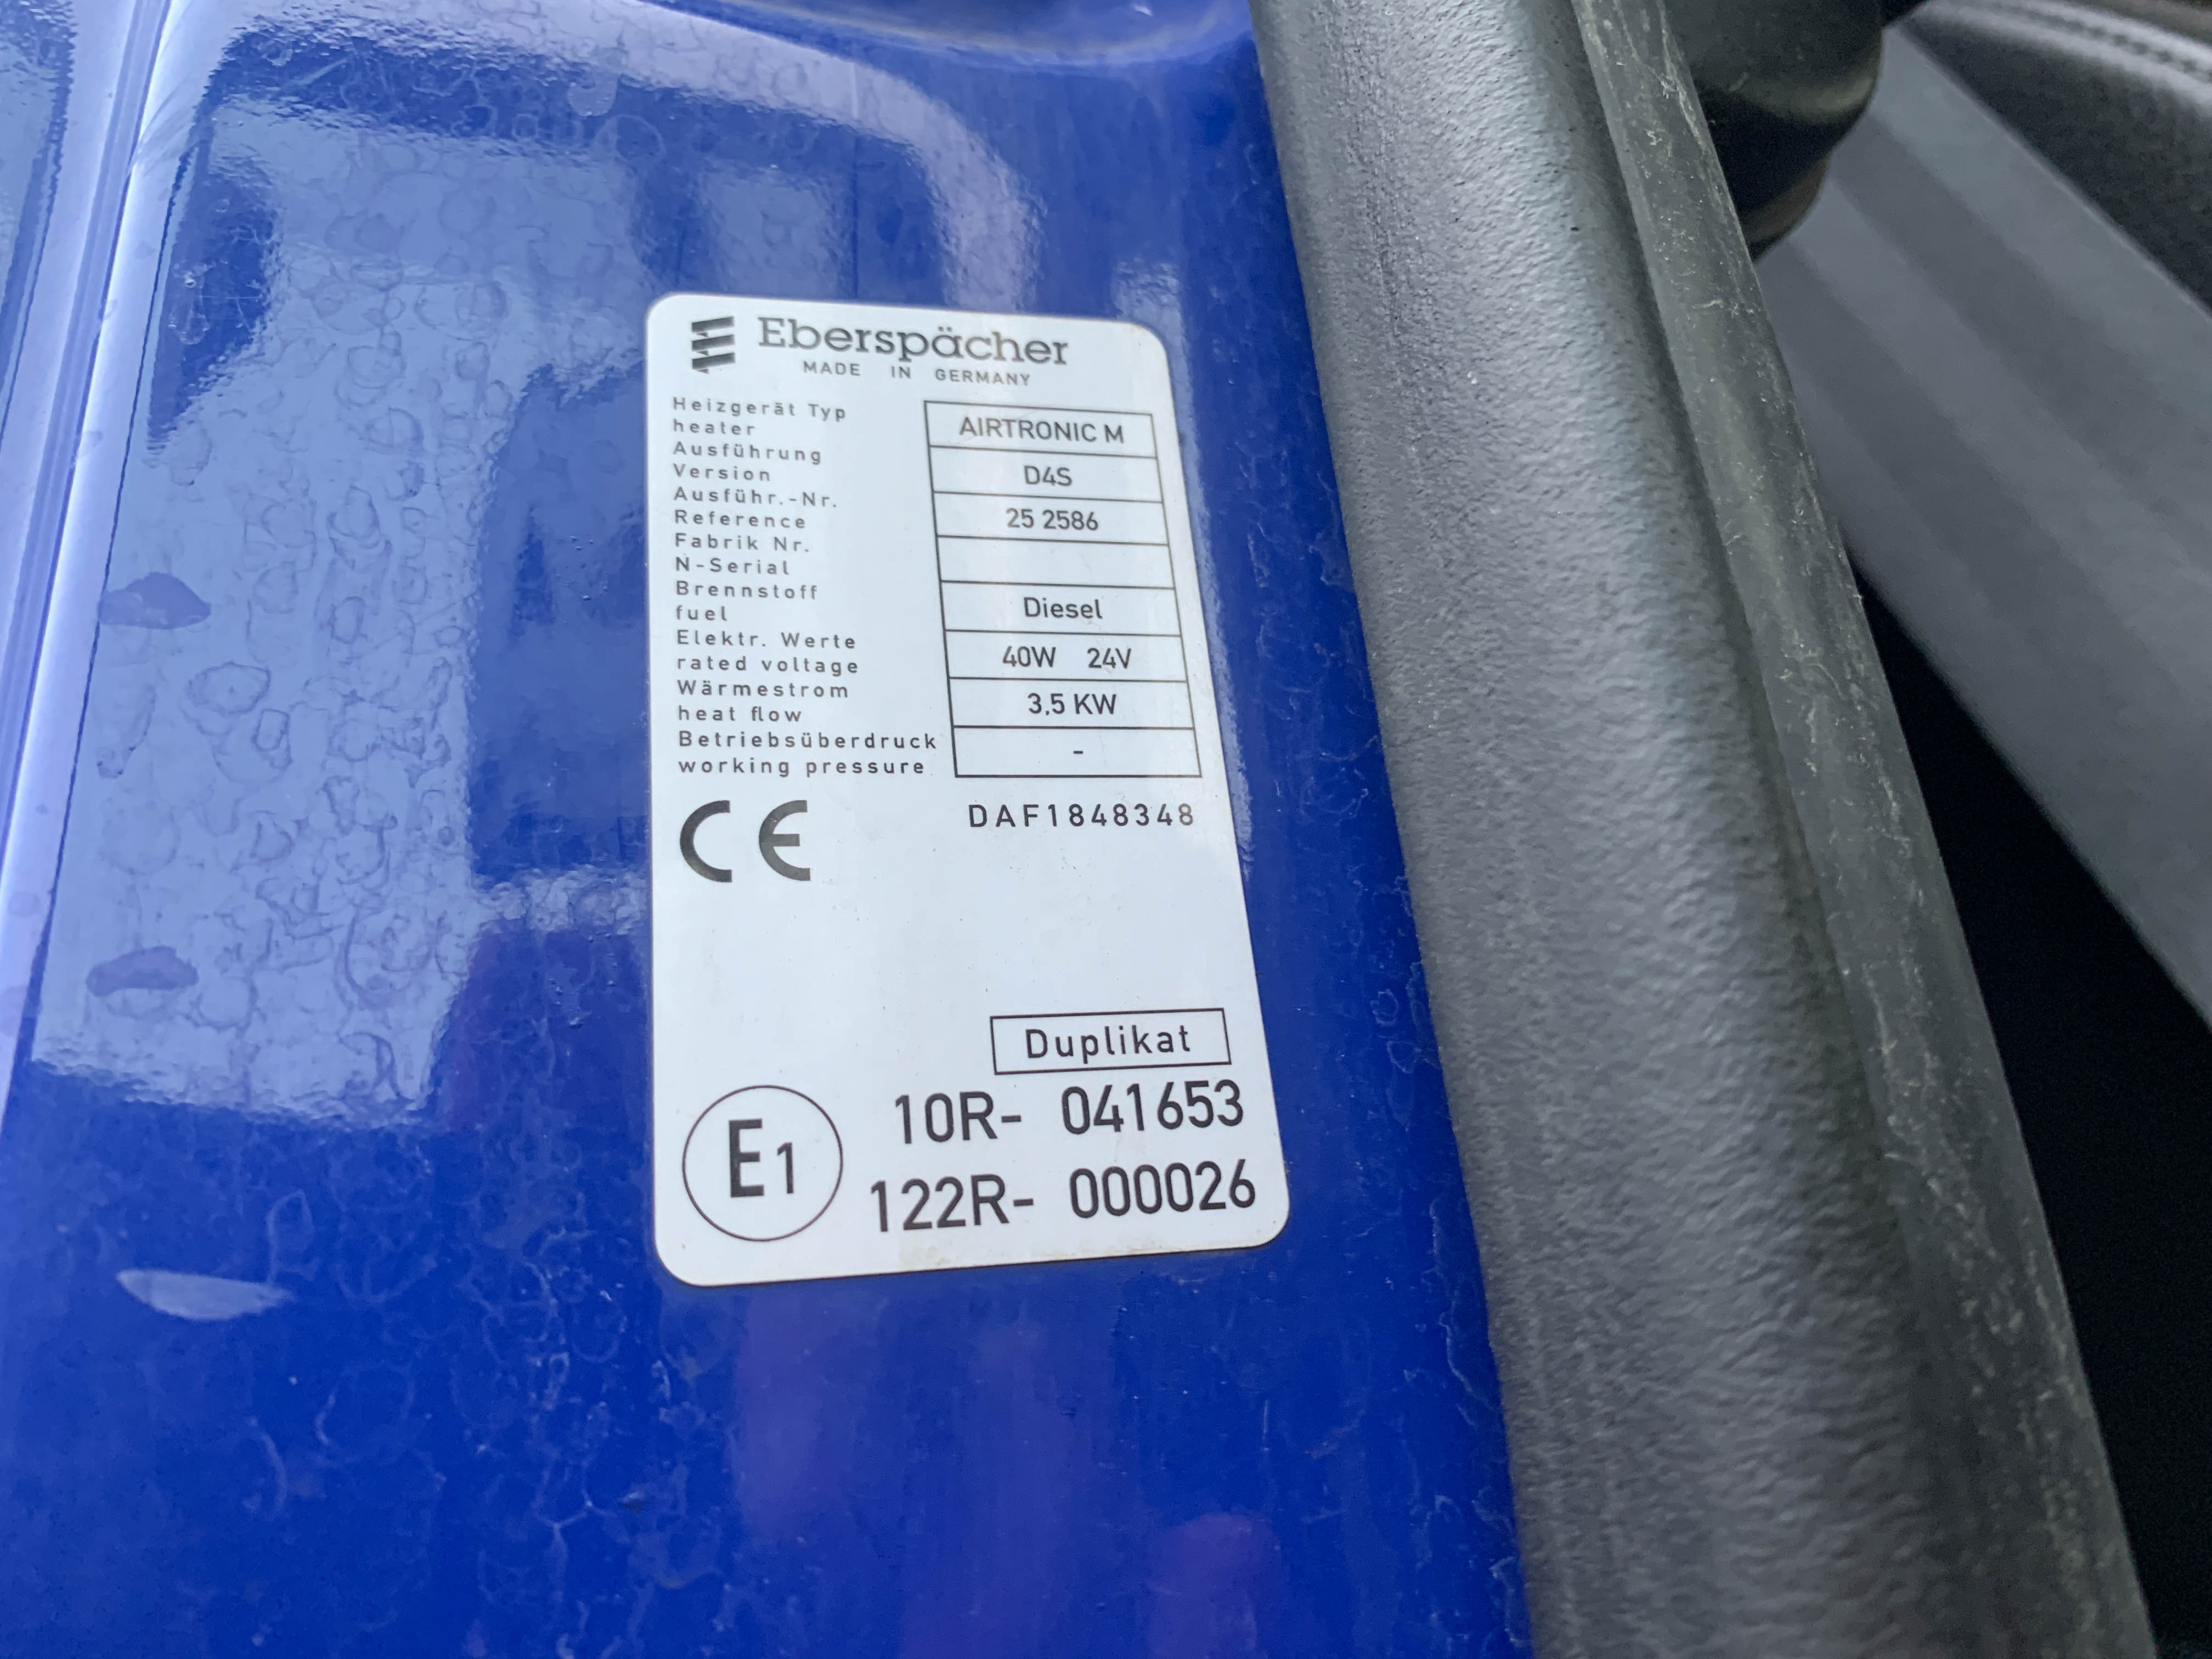 Eberspächer
MADE IN GERMANY
Heizgerät Typ
heater
AIRTRONIC M
Ausführung
Version
D4S
Ausführ.-Nr.
Reference
25 2586
Fabrik Nr.
N-Serial
Brennstoff
fuel
Diesel
Elektr. Werte
rated voltage
40W 24V
Wärmestrom
heat flow
3,5 KW
Betriebsüberdruck
working pressure
-
CE
DAF1848348
Duplikat
E1
10R- 041653
122R- 000026